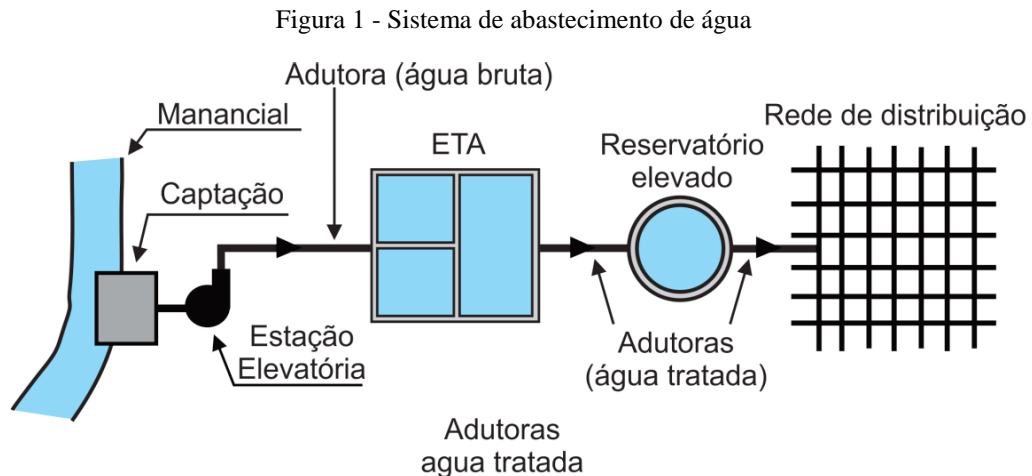 Figura 1 - Sistema de abastecimento de água
Adutora (água bruta)
Manancial
Rede de distribuição
ETA
Reservatório
elevado
Captação
Estação
Elevatória
Adutoras
(água tratada)
Adutoras
agua tratada